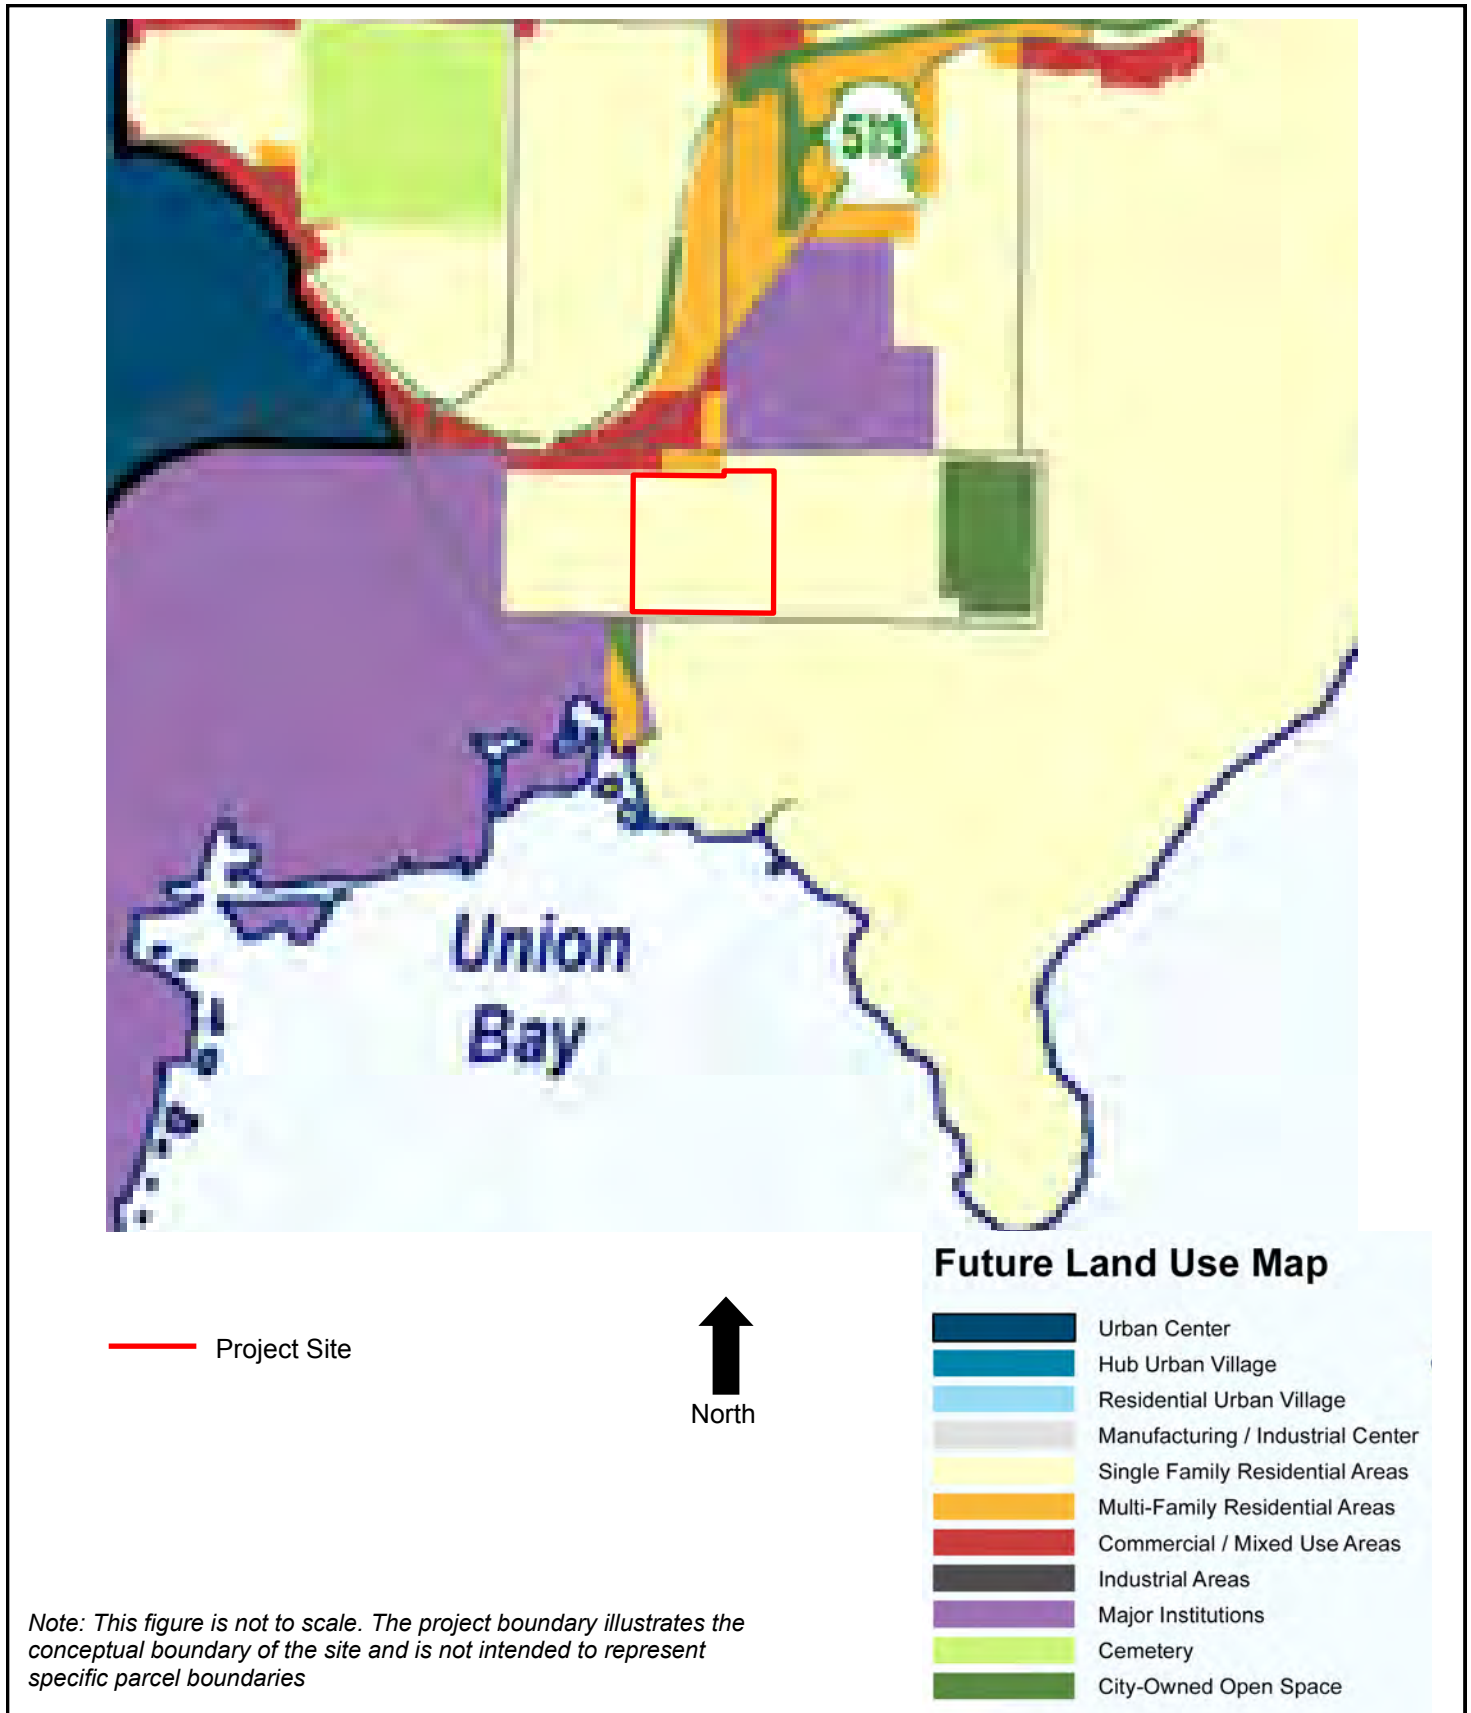 513
Union
Bay
Project Site
North
Future Land Use Map
Urban Center
Hub Urban Village
Residential Urban Village
Manufacturing / Industrial Center
Single Family Residential Areas
Multi-Family Residential Areas
Commercial / Mixed Use Areas
Industrial Areas
Major Institutions
Cemetery
City-Owned Open Space
Note: This figure is not to scale. The project boundary illustrates the
conceptual boundary of the site and is not intended to represent
specific parcel boundaries